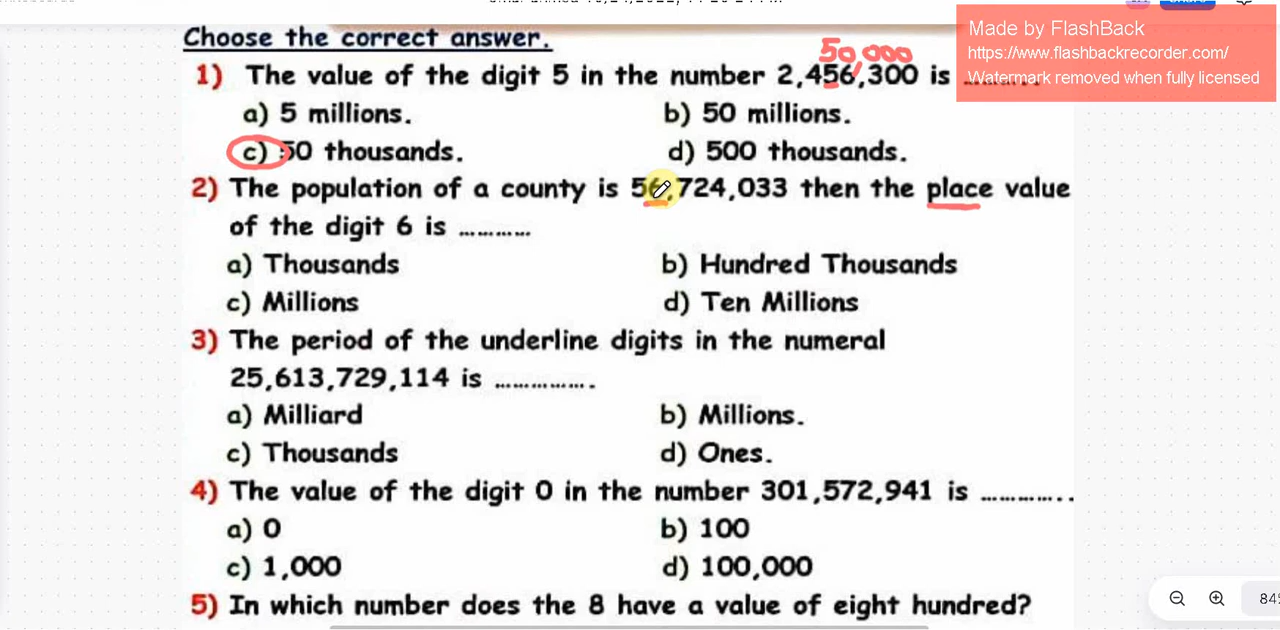 Made by FlashBack
https://www.flashbackrecorder.com/
Watermark removed when fully licensed
Choose the correct answer.
50,000
1) The value of the digit 5 in the number 2,456,300 is
a) 5 millions. b) 50 millions.
c) 50 thousands. d) 500 thousands.
2) The population of a county is 56,724,033 then the place value
of the digit 6 is ............
a) Thousands b) Hundred Thousands
c) Millions d) Ten Millions
3) The period of the underline digits in the numeral
25,613,729,114 is ...............
a) Milliard b) Millions.
c) Thousands d) Ones.
4) The value of the digit 0 in the number 301,572,941 is ..............
a) 0 b) 100
c) 1,000 d) 100,000
5) In which number does the 8 have a value of eight hundred?